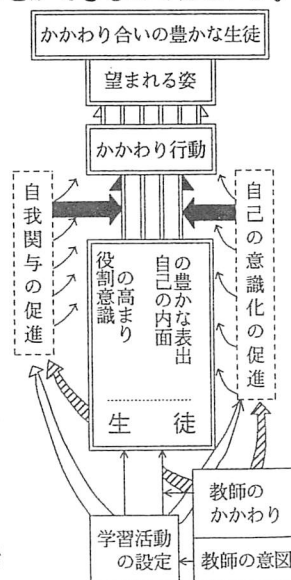 かかわり合いの豊かな生徒
望まれる姿
かかわり行動
自己の意識化の促進
自我関与の促進
自己の内面
の豊かな表出
役割意識
の高まり
生　徒
教師の
かかわり
学習活動
の設定
教師の意図